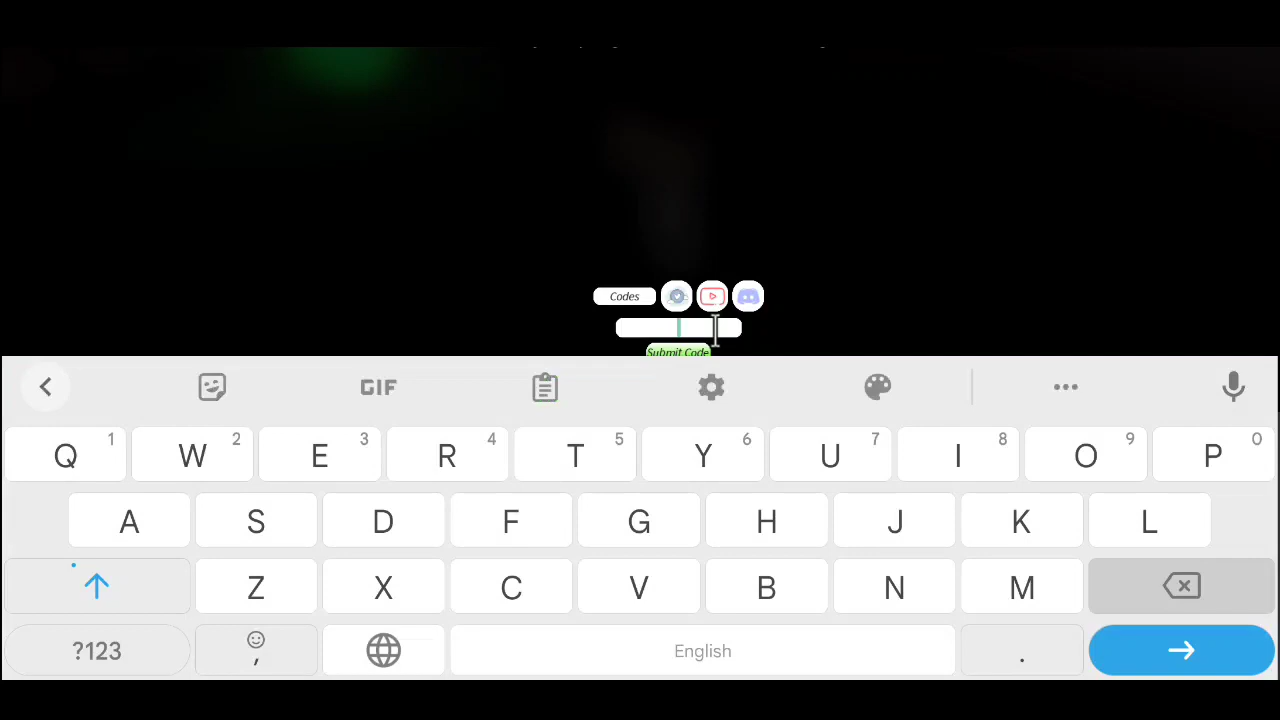 Codes
Submit Code
GIF
Q 1 W 2 E 3 R 4 T 5 Y 6 U 7 I 8 O 9 P 0
A S D F G H J K L
Z X C V B N M
?123 , English .